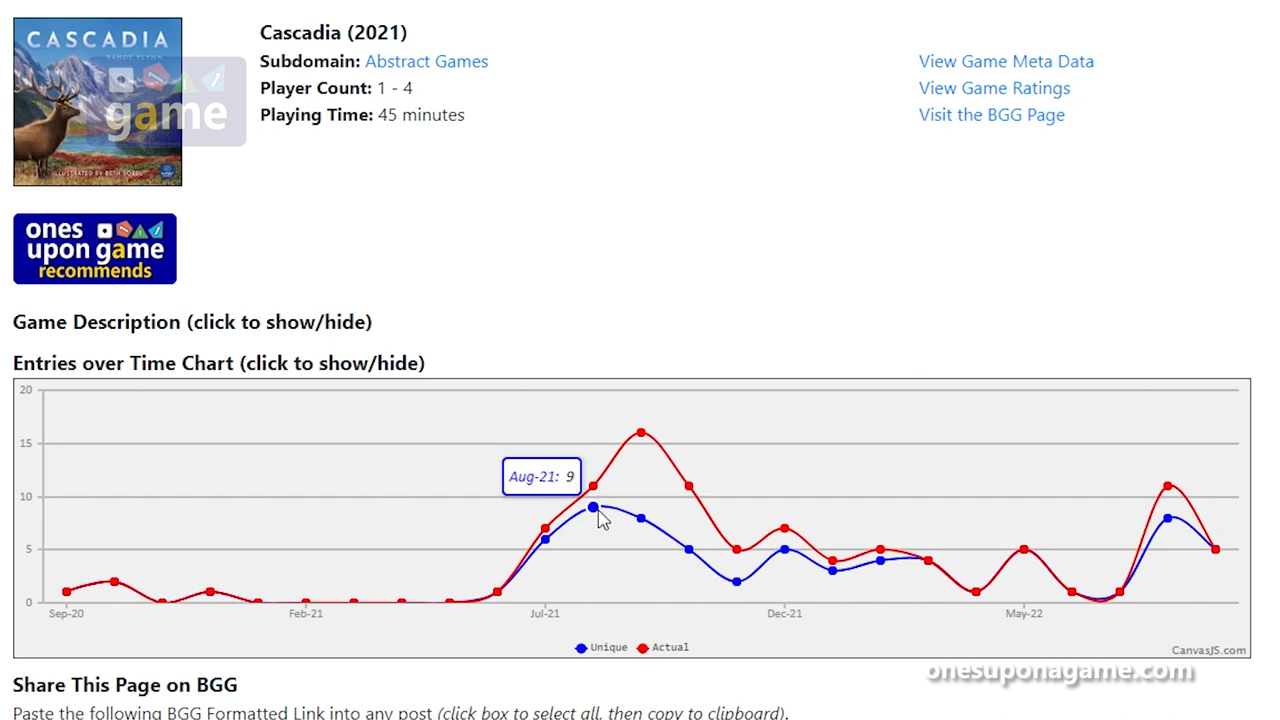 CASCADIA
RANDY FLYNN
game
ILLUSTRATED BY BETH SOBEL
Cascadia (2021)
Subdomain: Abstract Games
Player Count: 1 - 4
Playing Time: 45 minutes
View Game Meta Data
View Game Ratings
Visit the BGG Page
ones
upon game
recommends
Game Description (click to show/hide)
Entries over Time Chart (click to show/hide)
20
15
10
5
0
Aug-21: 9
Sep-20
Feb-21
Jul-21
Dec-21
May-22
Unique
Actual
CanvasJS.com
onesuponagame.com
Share This Page on BGG
Paste the following BGG Formatted Link into any post (click box to select all, then copy to clipboard).